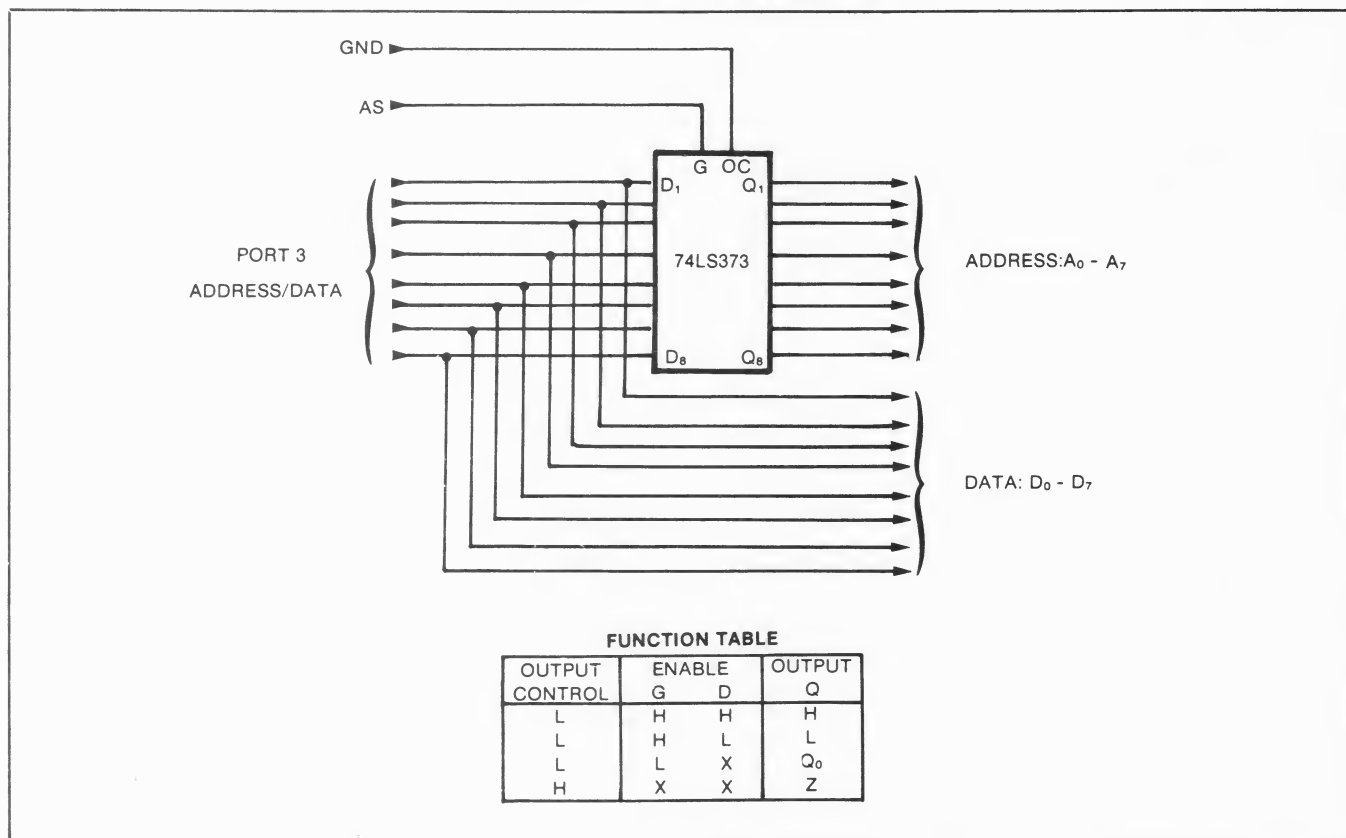 GND
AS
G OC
D₁ Q₁
PORT 3
ADDRESS/DATA
74LS373
ADDRESS:A₀ - A₇
D₈ Q₈
DATA: D₀ - D₇
FUNCTION TABLE
OUTPUT CONTROL ENABLE OUTPUT
G D Q
L H H H
L H L L
L L X Q₀
H X X Z